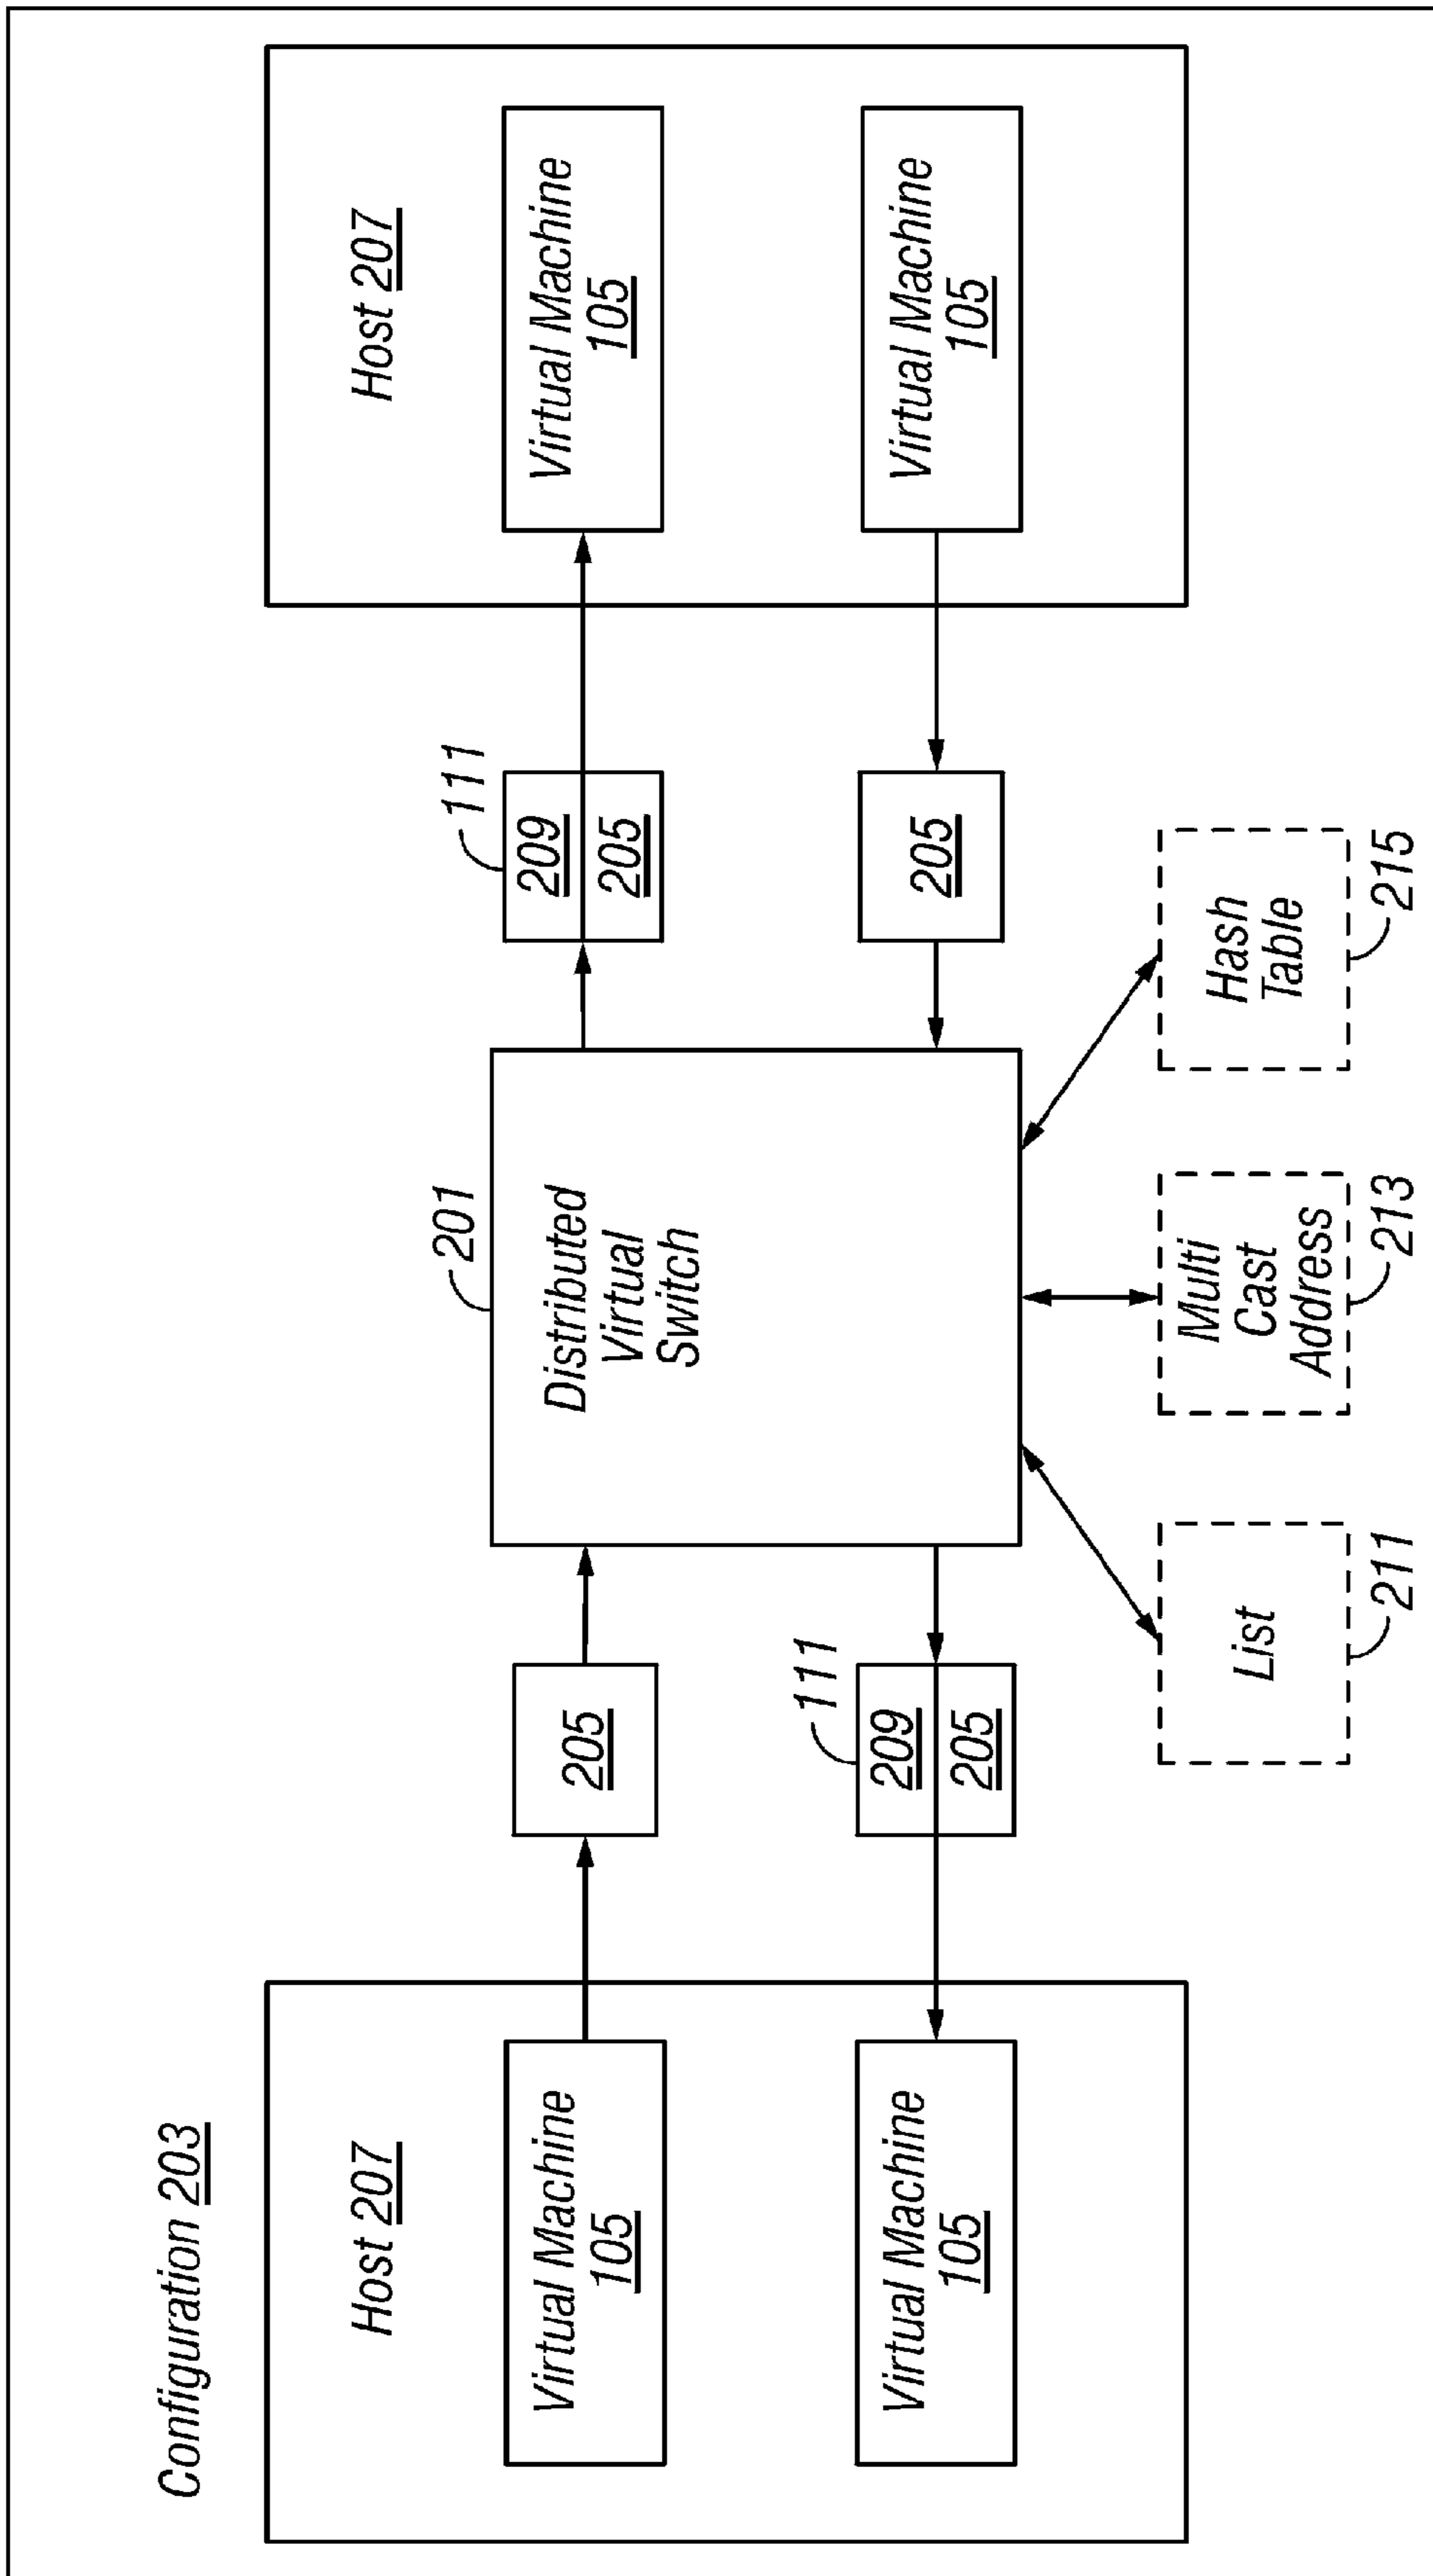 Configuration 203
Host 207
Virtual Machine
105
Virtual Machine
105
205
111
209
205
201
Distributed
Virtual
Switch
111
209
205
205
Host 207
Virtual Machine
105
Virtual Machine
105
List
211
Multi
Cast
Address
213
Hash
Table
215